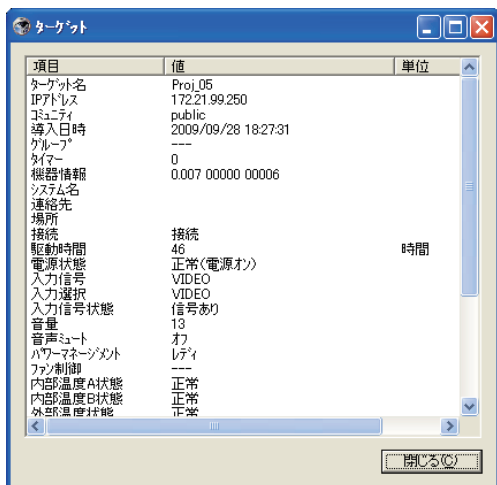 ターゲット
項目 値 単位
ターゲット名 Proj_05
IPアドレス 172.21.99.250
コミュニティ public
導入日時 2009/09/28 18:27:31
グループ ---
タイマー 0
機器情報 0.007 00000 00006
システム名
連絡先
場所
接続 接続
駆動時間 46 時間
電源状態 正常(電源オン)
入力信号 VIDEO
入力選択 VIDEO
入力信号状態 信号あり
音量 13
音声ミュート オフ
パワーマネージメント レディ
ファン制御 ---
内部温度A状態 正常
内部温度B状態 正常
外部温度状態 正常
閉じる(C)